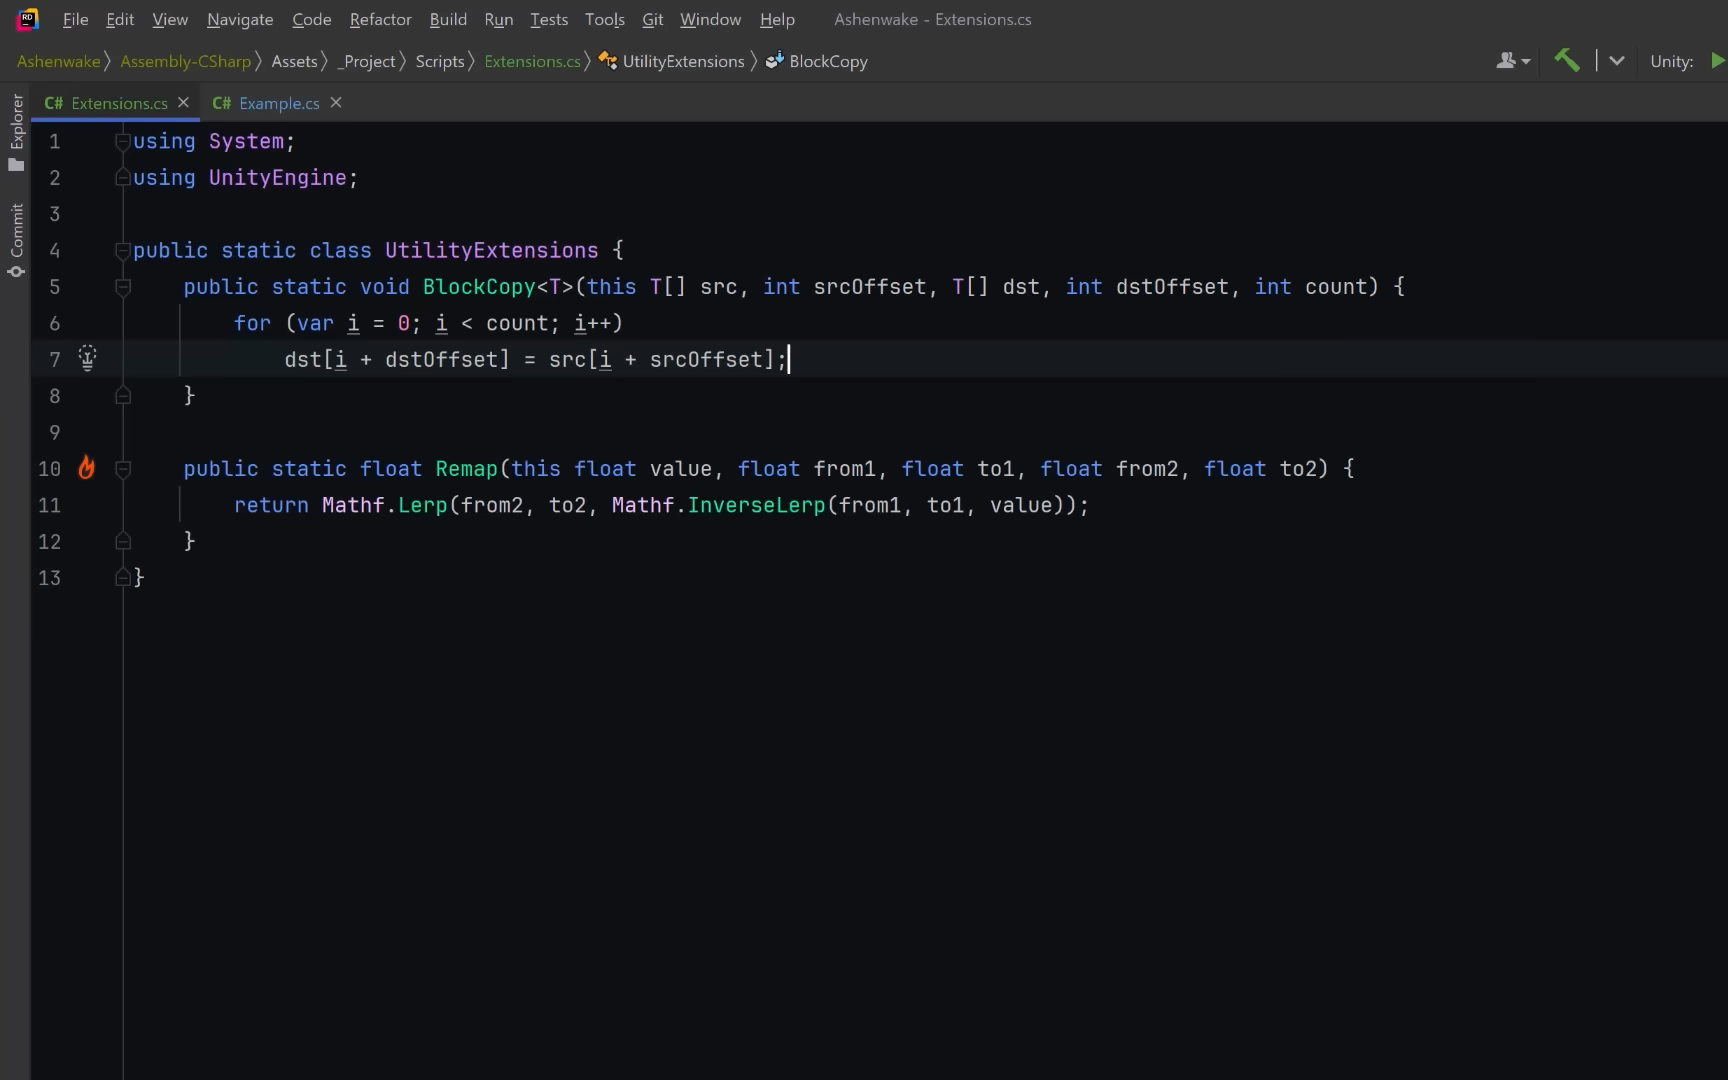 RD File Edit View Navigate Code Refactor Build Run Tests Tools Git Window Help Ashenwake - Extensions.cs
Ashenwake Assembly-CSharp Assets _Project Scripts Extensions.cs UtilityExtensions BlockCopy Unity:
C# Extensions.cs C# Example.cs
Explorer
Commit
1 using System;
2 using UnityEngine;
3
4 public static class UtilityExtensions {
5 public static void BlockCopy<T>(this T[] src, int srcOffset, T[] dst, int dstOffset, int count) {
6 for (var i = 0; i < count; i++)
7 dst[i + dstOffset] = src[i + srcOffset];
8 }
9
10 public static float Remap(this float value, float from1, float to1, float from2, float to2) {
11 return Mathf.Lerp(from2, to2, Mathf.InverseLerp(from1, to1, value));
12 }
13 }